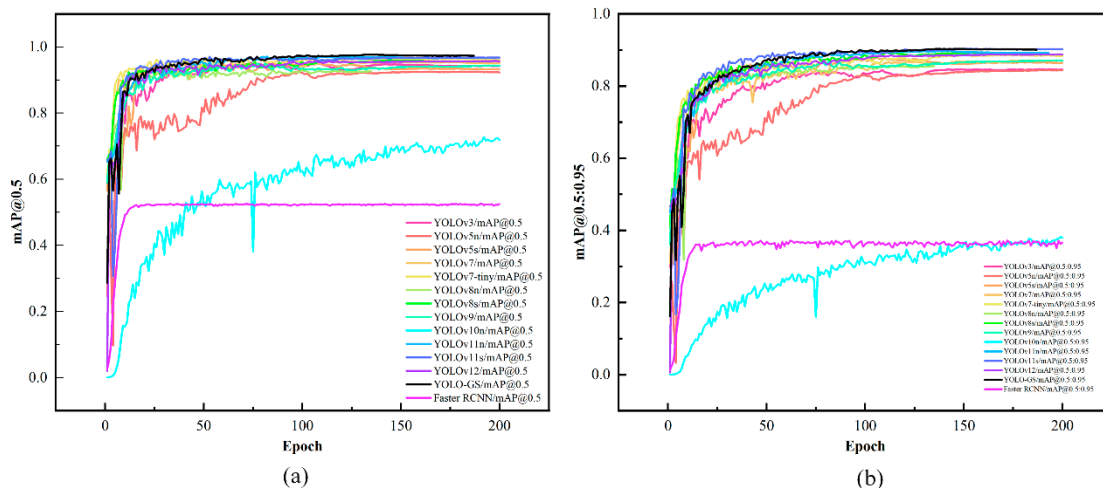 mAP@0.5
1.0
0.8
0.6
0.4
0.2
0.0
0
50
100
150
200
Epoch
YOLOv3/mAP@0.5
YOLOv5n/mAP@0.5
YOLOv5s/mAP@0.5
YOLOv7/mAP@0.5
YOLOv7-tiny/mAP@0.5
YOLOv8n/mAP@0.5
YOLOv8s/mAP@0.5
YOLOv9/mAP@0.5
YOLOv10n/mAP@0.5
YOLOv11n/mAP@0.5
YOLOv11s/mAP@0.5
YOLOv12/mAP@0.5
YOLO-GS/mAP@0.5
Faster RCNN/mAP@0.5
(a)
mAP@0.5:0.95
1.0
0.8
0.6
0.4
0.2
0.0
0
50
100
150
200
Epoch
YOLOv3/mAP@0.5:0.95
YOLOv5n/mAP@0.5:0.95
YOLOv5s/mAP@0.5:0.95
YOLOv7/mAP@0.5:0.95
YOLOv7-tiny/mAP@0.5:0.95
YOLOv8n/mAP@0.5:0.95
YOLOv8s/mAP@0.5:0.95
YOLOv9/mAP@0.5:0.95
YOLOv10n/mAP@0.5:0.95
YOLOv11n/mAP@0.5:0.95
YOLOv11s/mAP@0.5:0.95
YOLOv12/mAP@0.5:0.95
YOLO-GS/mAP@0.5:0.95
Faster RCNN/mAP@0.5:0.95
(b)